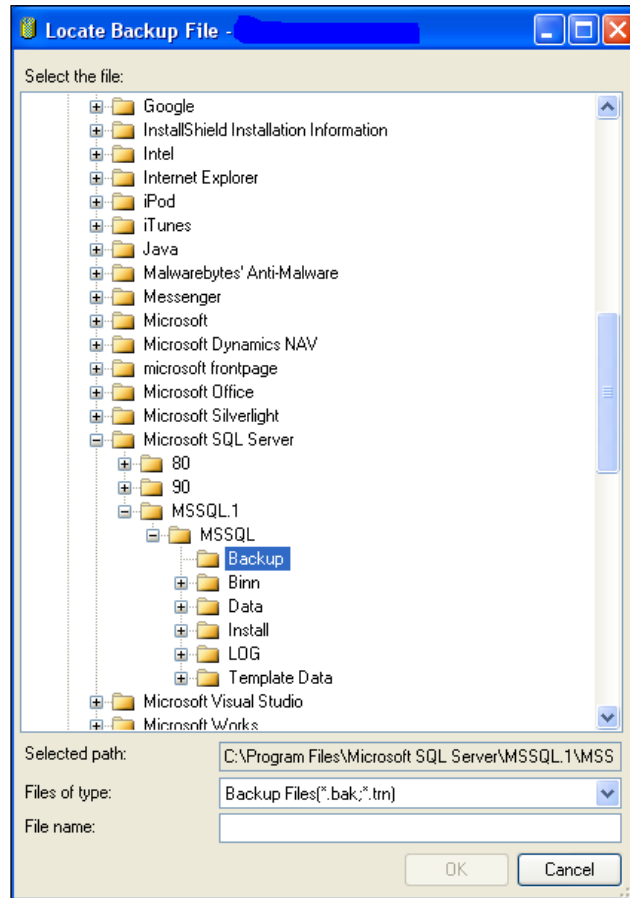 Locate Backup File -
Select the file:
Google
InstallShield Installation Information
Intel
Internet Explorer
iPod
iTunes
Java
Malwarebytes' Anti-Malware
Messenger
Microsoft
Microsoft Dynamics NAV
microsoft frontpage
Microsoft Office
Microsoft Silverlight
Microsoft SQL Server
80
90
MSSQL.1
MSSQL
Backup
Binn
Data
Install
LOG
Template Data
Microsoft Visual Studio
Microsoft Works
Selected path: C:\Program Files\Microsoft SQL Server\MSSQL.1\MSS
Files of type: Backup Files(*.bak;*.trn)
File name:
OK Cancel